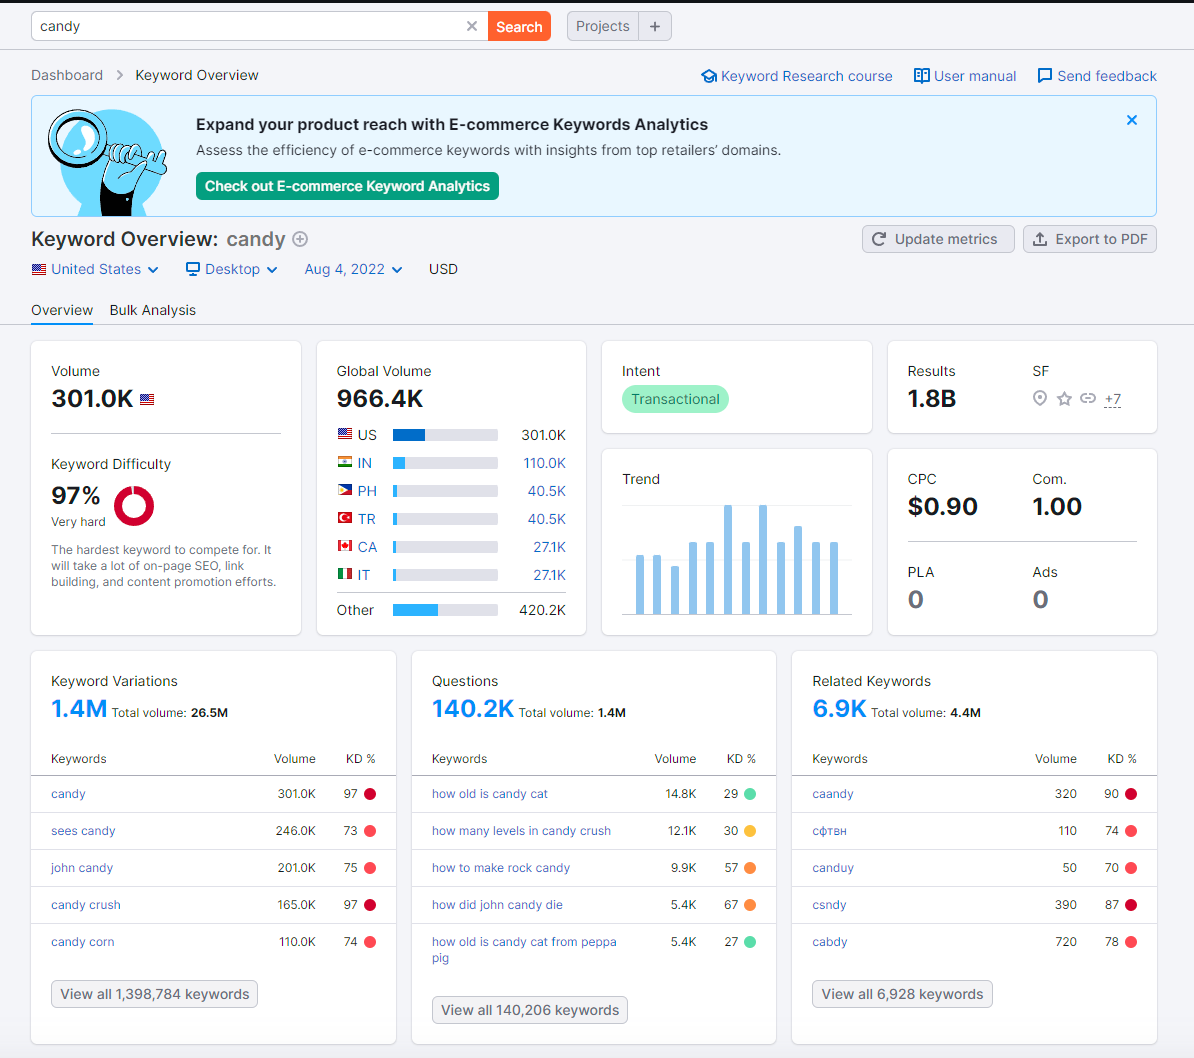 candy
Search
Projects
+
Dashboard > Keyword Overview
Keyword Research course
User manual
Send feedback
Expand your product reach with E-commerce Keywords Analytics
Assess the efficiency of e-commerce keywords with insights from top retailers’ domains.
Check out E-commerce Keyword Analytics
Keyword Overview: candy
Update metrics
Export to PDF
United States
Desktop
Aug 4, 2022
USD
Overview
Bulk Analysis
Volume
301.0K
Keyword Difficulty
97%
Very hard
The hardest keyword to compete for. It
will take a lot of on-page SEO, link
building, and content promotion efforts.
Global Volume
966.4K
US 301.0K
IN 110.0K
PH 40.5K
TR 40.5K
CA 27.1K
IT 27.1K
Other 420.2K
Intent
Transactional
Trend
Results
1.8B
SF
+7
CPC
$0.90
Com.
1.00
PLA
0
Ads
0
Keyword Variations
1.4M Total volume: 26.5M
Keywords Volume KD %
candy 301.0K 97
sees candy 246.0K 73
john candy 201.0K 75
candy crush 165.0K 97
candy corn 110.0K 74
View all 1,398,784 keywords
Questions
140.2K Total volume: 1.4M
Keywords Volume KD %
how old is candy cat 14.8K 29
how many levels in candy crush 12.1K 30
how to make rock candy 9.9K 57
how did john candy die 5.4K 67
how old is candy cat from peppa 5.4K 27
pig
View all 140,206 keywords
Related Keywords
6.9K Total volume: 4.4M
Keywords Volume KD %
caandy 320 90
сфтвн 110 74
canduy 50 70
csndy 390 87
cabdy 720 78
View all 6,928 keywords